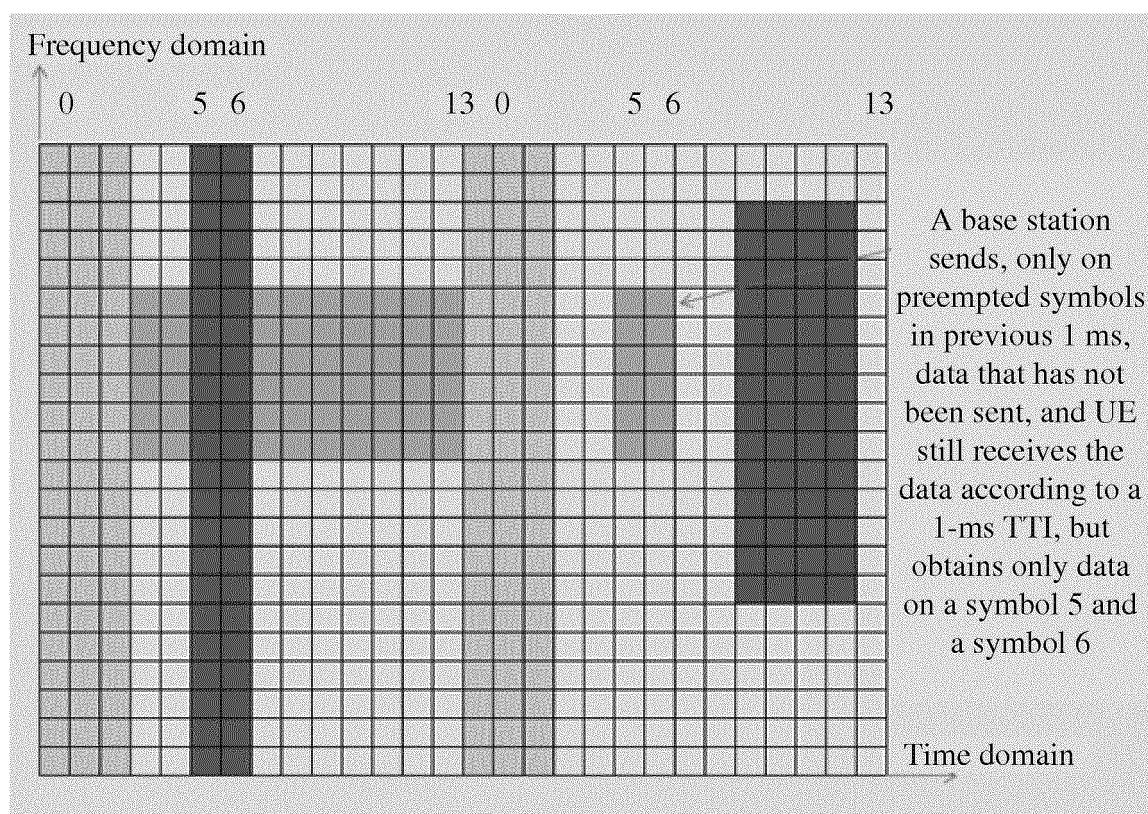 Frequency domain
0 5 6 13 0 5 6 13
A base station
sends, only on
preempted symbols
in previous 1 ms,
data that has not
been sent, and UE
still receives the
data according to a
1-ms TTI, but
obtains only data
on a symbol 5 and
a symbol 6
Time domain